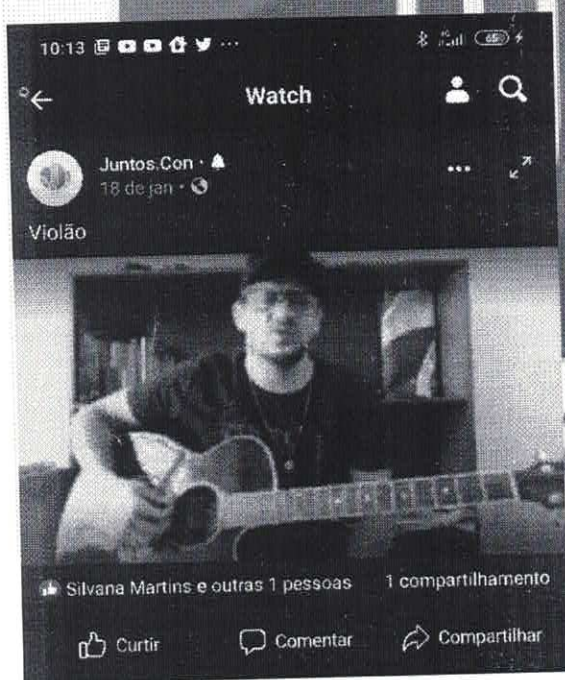 10:13
65
Watch
Juntos.Con
18 de jan
Violão
Silvana Martins e outras 1 pessoas 1 compartilhamento
Curtir Comentar Compartilhar